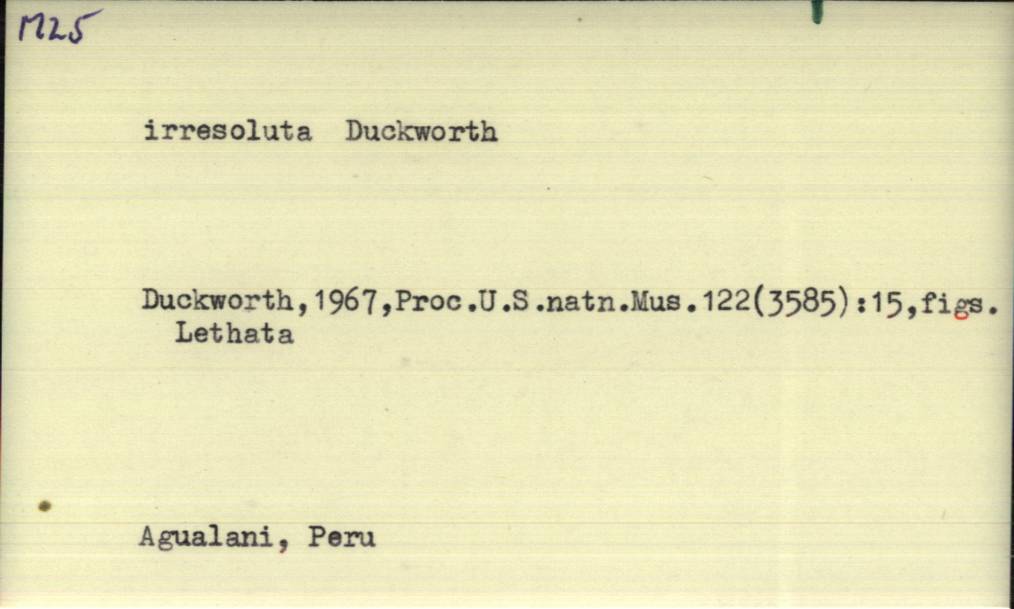 M25
irresoluta Duckworth
Duckworth,1967,Proc.U.S.natn.Mus.122(3585):15,figs.
Lethata
Agualani, Peru